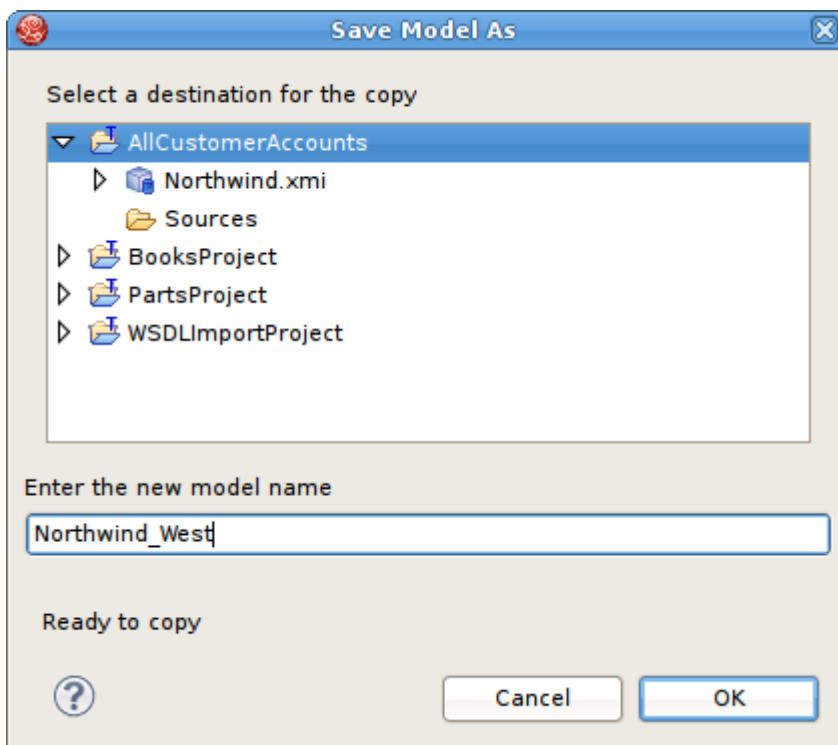 Save Model As
Select a destination for the copy
AllCustomerAccounts
Northwind.xmi
Sources
BooksProject
PartsProject
WSDLImportProject
Enter the new model name
Northwind_West
Ready to copy
? Cancel OK